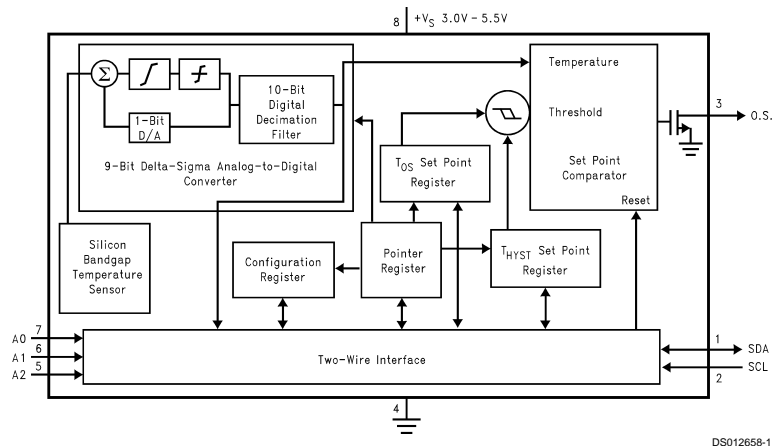 8
+VS 3.0V – 5.5V
Σ
1-Bit
D/A
10-Bit
Digital
Decimation
Filter
9-Bit Delta-Sigma Analog-to-Digital
Converter
Temperature
Threshold
Set Point
Comparator
Reset
3
O.S.
TOS Set Point
Register
Silicon
Bandgap
Temperature
Sensor
Configuration
Register
Pointer
Register
THYST Set Point
Register
A0
7
A1
6
A2
5
Two-Wire Interface
1
SDA
SCL
2
4
DS012658-1